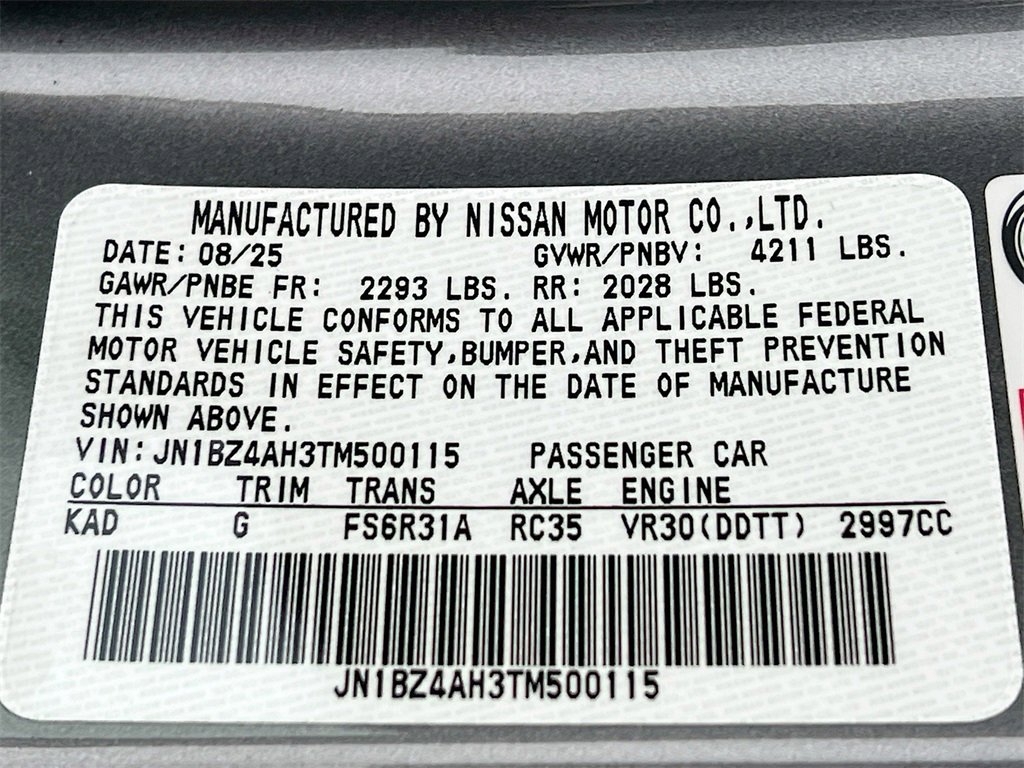 MANUFACTURED BY NISSAN MOTOR CO.,LTD.
DATE: 08/25 GVWR/PNBV: 4211 LBS.
GAWR/PNBE FR: 2293 LBS. RR: 2028 LBS.
THIS VEHICLE CONFORMS TO ALL APPLICABLE FEDERAL
MOTOR VEHICLE SAFETY,BUMPER,AND THEFT PREVENTION
STANDARDS IN EFFECT ON THE DATE OF MANUFACTURE
SHOWN ABOVE.
VIN: JN1BZ4AH3TM500115 PASSENGER CAR
COLOR TRIM TRANS AXLE ENGINE
KAD G FS6R31A RC35 VR30(DDTT) 2997CC
JN1BZ4AH3TM500115